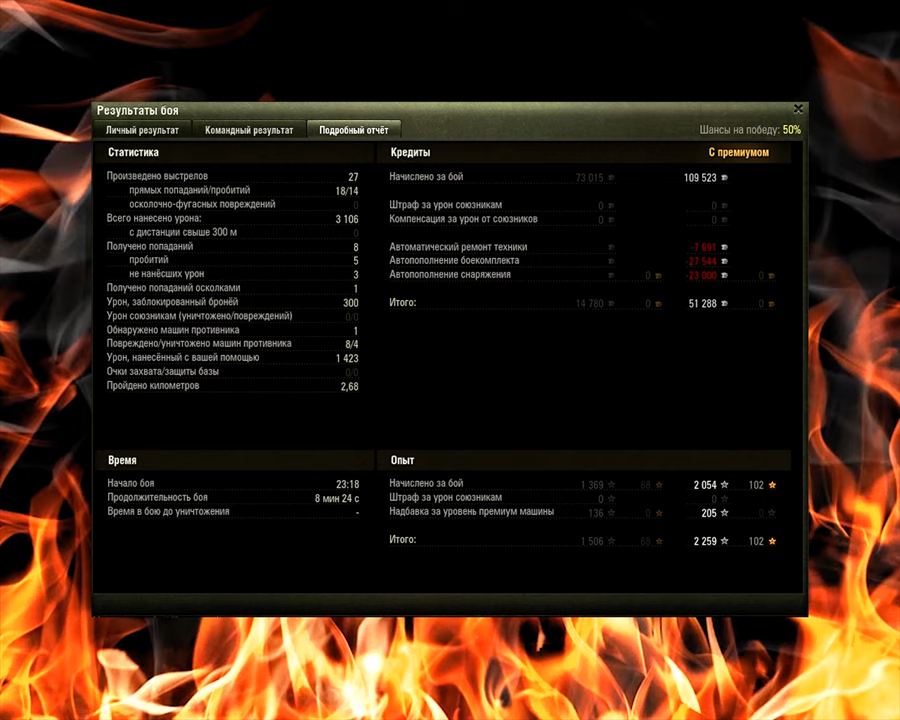 Результаты боя
Личный результат Командный результат Подробный отчёт Шансы на победу: 50%
Статистика
Произведено выстрелов 27
прямых попаданий/пробитий 18/14
осколочно-фугасных повреждений 0
Всего нанесено урона: 3 106
с дистанции свыше 300 м 0
Получено попаданий 8
пробитий 5
не нанёсших урон 3
Получено попаданий осколками 1
Урон, заблокированный бронёй 300
Урон союзникам (уничтожено/повреждений) 0/0
Обнаружено машин противника 1
Повреждено/уничтожено машин противника 8/4
Урон, нанесённый с вашей помощью 1 423
Очки захвата/защиты базы 0/0
Пройдено километров 2,68
Кредиты С премиумом
Начислено за бой 73 015 109 523
Штраф за урон союзникам 0 0
Компенсация за урон от союзников 0 0
Автоматический ремонт техники -7 691
Автопополнение боекомплекта -27 544
Автопополнение снаряжения 0 -23 000 0
Итого: 14 780 0 51 288 0
Время
Начало боя 23:18
Продолжительность боя 8 мин 24 с
Время в бою до уничтожения -
Опыт
Начислено за бой 1 369 68 2 054 102
Штраф за урон союзникам 0 0
Надбавка за уровень премиум машины 136 0 205 0
Итого: 1 506 68 2 259 102